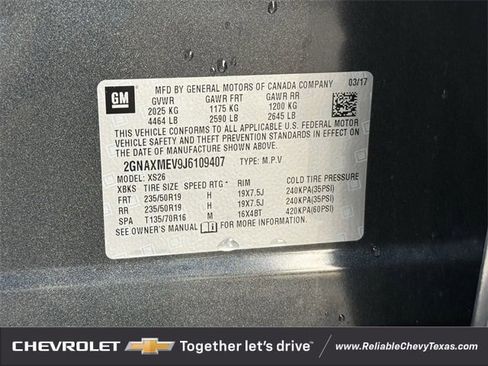 GM
MFD BY GENERAL MOTORS OF CANADA COMPANY 03/17
GVWR GAWR FRT GAWR RR
2025 KG 1175 KG 1200 KG
4464 LB 2590 LB 2645 LB
THIS VEHICLE CONFORMS TO ALL APPLICABLE
U.S. FEDERAL MOTOR VEHICLE SAFETY STANDARDS IN EFFECT ON
THE DATE OF MANUFACTURE SHOWN ABOVE.
2GNAXMEV9J6109407 TYPE: M.P.V
MODEL: XS26
XBKS TIRE SIZE SPEED RTG RIM COLD TIRE PRESSURE
FRT 235/50R19 H 19X7.5J 240KPA(35PSI)
RR 235/50R19 H 19X7.5J 240KPA(35PSI)
SPA T135/70R16 M 16X4BT 420KPA(60PSI)
SEE OWNER'S MANUAL FOR MORE INFORMATION
CHEVROLET Together let's drive™ www.ReliableChevyTexas.com